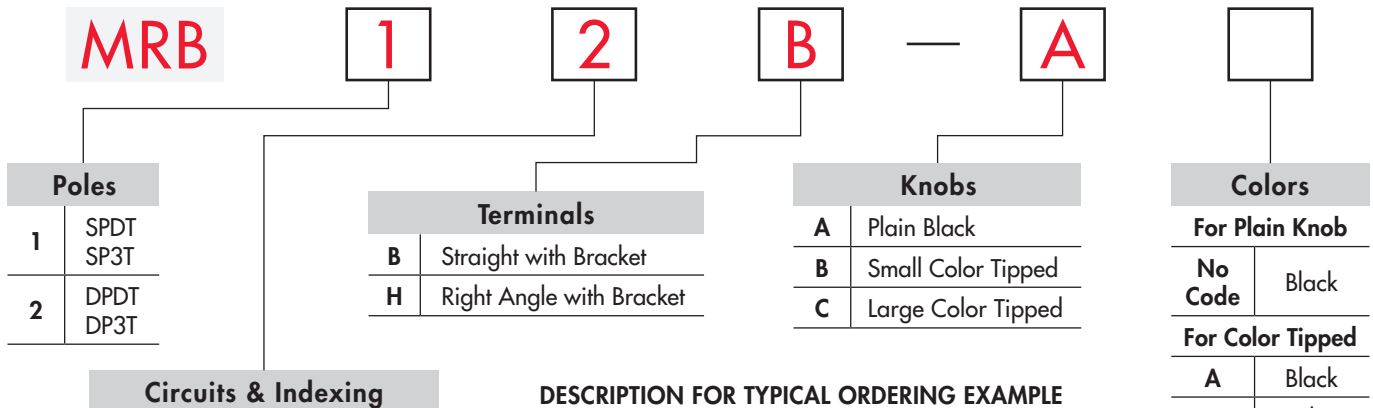 MRB 1 2 B — A
Poles
1 SPDT
SP3T
2 DPDT
DP3T
Circuits & Indexing
Terminals
B Straight with Bracket
H Right Angle with Bracket
Knobs
A Plain Black
B Small Color Tipped
C Large Color Tipped
DESCRIPTION FOR TYPICAL ORDERING EXAMPLE
Colors
For Plain Knob
No
Code Black
For Color Tipped
A Black